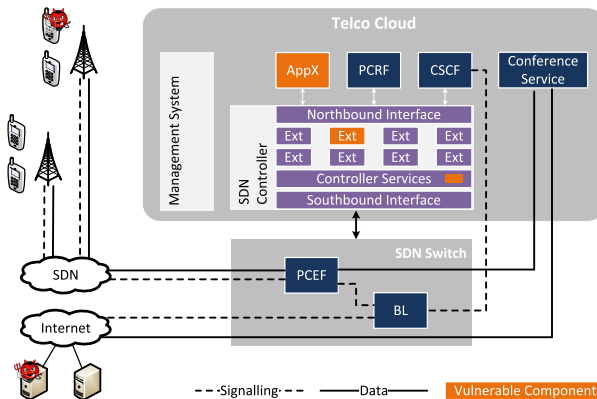 Telco Cloud
AppX
PCRF
CSCF
Conference
Service
Management System
SDN
Controller
Northbound Interface
Ext Ext Ext Ext
Ext Ext Ext Ext
Controller Services
Southbound Interface
SDN Switch
SDN
PCEF
BL
Internet
Signalling
Data
Vulnerable Component